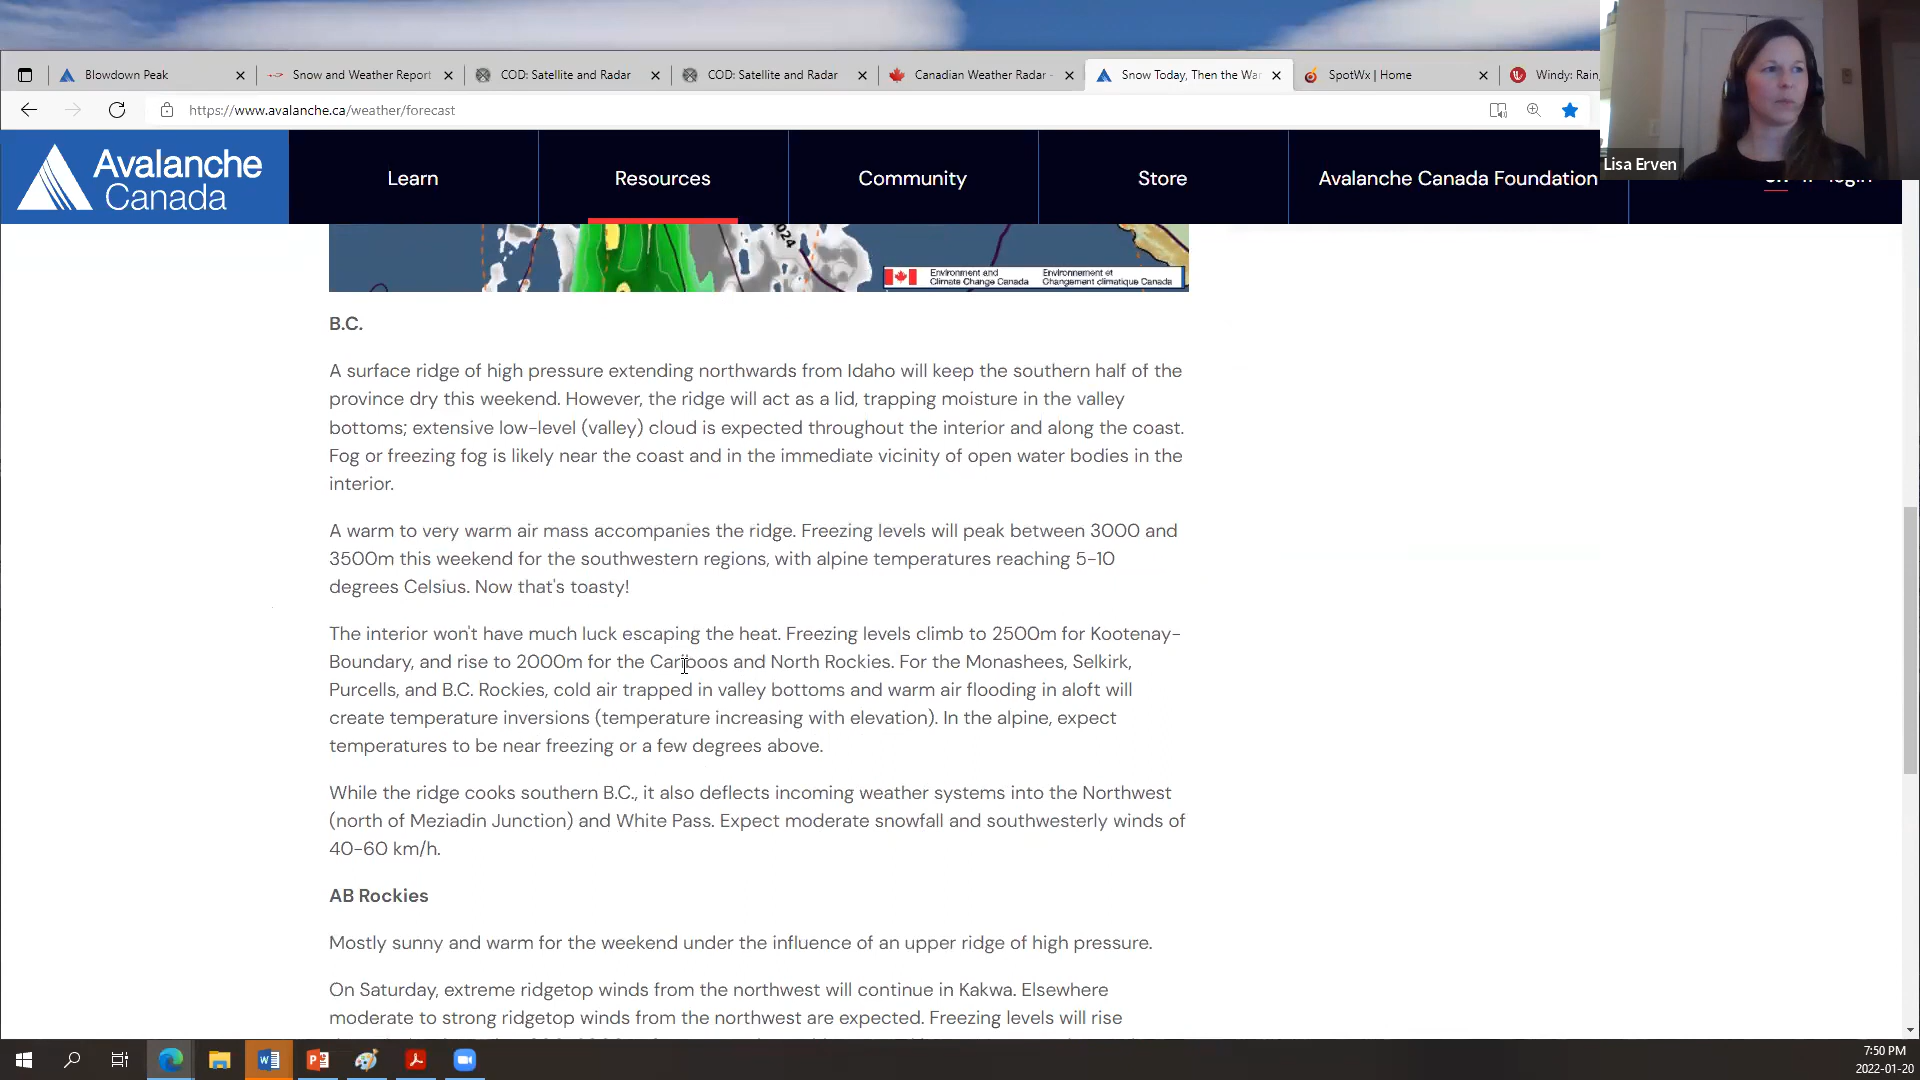 Blowdown Peak
Snow and Weather Report
COD: Satellite and Radar
COD: Satellite and Radar
Canadian Weather Radar -
Snow Today, Then the War
SpotWx | Home
Windy: Rain,
https://www.avalanche.ca/weather/forecast
Lisa Erven
Avalanche
Canada
Learn
Resources
Community
Store
Avalanche Canada Foundation
Environment and
Climate Change Canada
Environnement et
Changement climatique Canada
B.C.
A surface ridge of high pressure extending northwards from Idaho will keep the southern half of the
province dry this weekend. However, the ridge will act as a lid, trapping moisture in the valley
bottoms; extensive low-level (valley) cloud is expected throughout the interior and along the coast.
Fog or freezing fog is likely near the coast and in the immediate vicinity of open water bodies in the
interior.
A warm to very warm air mass accompanies the ridge. Freezing levels will peak between 3000 and
3500m this weekend for the southwestern regions, with alpine temperatures reaching 5-10
degrees Celsius. Now that's toasty!
The interior won't have much luck escaping the heat. Freezing levels climb to 2500m for Kootenay-
Boundary, and rise to 2000m for the Cariboos and North Rockies. For the Monashees, Selkirk,
Purcells, and B.C. Rockies, cold air trapped in valley bottoms and warm air flooding in aloft will
create temperature inversions (temperature increasing with elevation). In the alpine, expect
temperatures to be near freezing or a few degrees above.
While the ridge cooks southern B.C., it also deflects incoming weather systems into the Northwest
(north of Meziadin Junction) and White Pass. Expect moderate snowfall and southwesterly winds of
40-60 km/h.
AB Rockies
Mostly sunny and warm for the weekend under the influence of an upper ridge of high pressure.
On Saturday, extreme ridgetop winds from the northwest will continue in Kakwa. Elsewhere
moderate to strong ridgetop winds from the northwest are expected. Freezing levels will rise
7:50 PM
2022-01-20